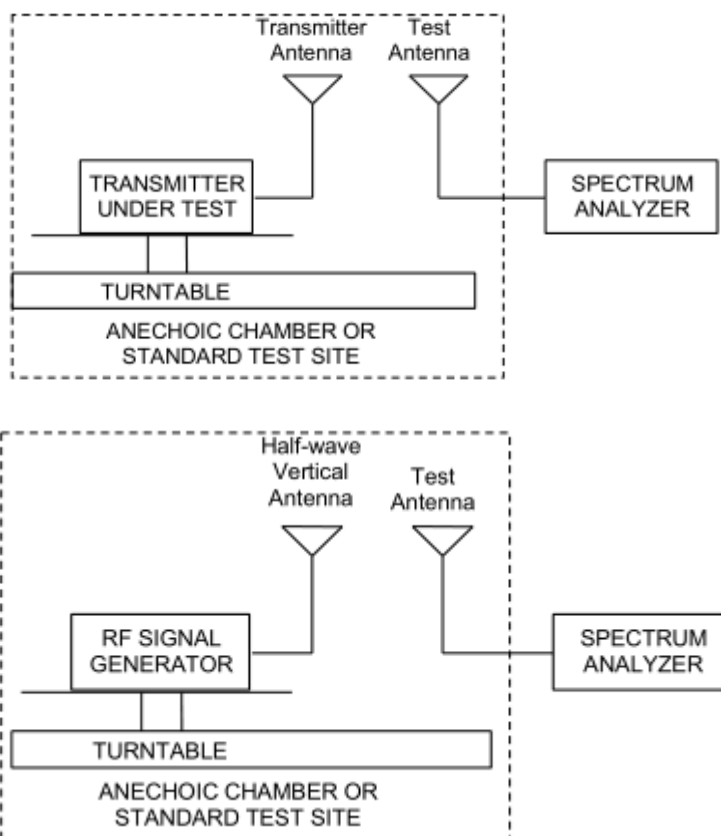 Transmitter
Antenna
Test
Antenna
TRANSMITTER
UNDER TEST
SPECTRUM
ANALYZER
TURNTABLE
ANECHOIC CHAMBER OR
STANDARD TEST SITE
Half-wave
Vertical
Antenna
Test
Antenna
RF SIGNAL
GENERATOR
SPECTRUM
ANALYZER
TURNTABLE
ANECHOIC CHAMBER OR
STANDARD TEST SITE